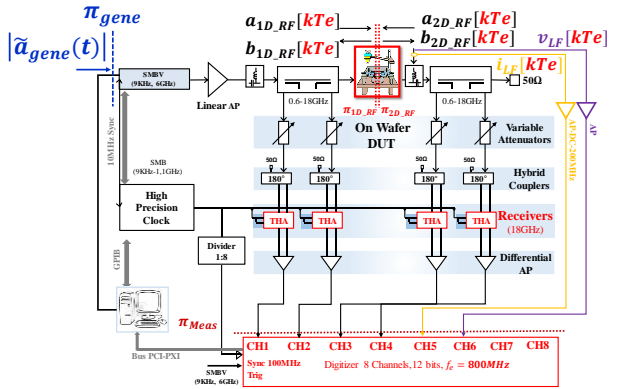 π_gene
|ã_gene(t)|
a_1D_RF[kTe]
a_2D_RF[kTe]
b_1D_RF[kTe]
b_2D_RF[kTe]
v_LF[kTe]
i_LF[kTe]
SMBV
(9KHz, 6GHz)
Linear AP
50Ω
0.6-18GHz
π_1D_RF
π_2D_RF
0.6-18GHz
On Wafer
DUT
10MHz Sync
SMB
(9KHz-1,1GHz)
Variable
Attenuators
AP-DC-200MHz
AP
50Ω
50Ω
50Ω
50Ω
180°
180°
180°
180°
Hybrid
Couplers
High
Precision
Clock
THA
THA
THA
THA
Receivers
(18GHz)
Divider
1:8
Differential
AP
GPIB
π_Meas
Bus PCI-PXI
CH1
CH2
CH3
CH4
CH5
CH6
CH7
CH8
Sync 100MHz
Trig
Digitizer 8 Channels,12 bits, f_e = 800MHz
SMBV
(9KHz, 6GHz)